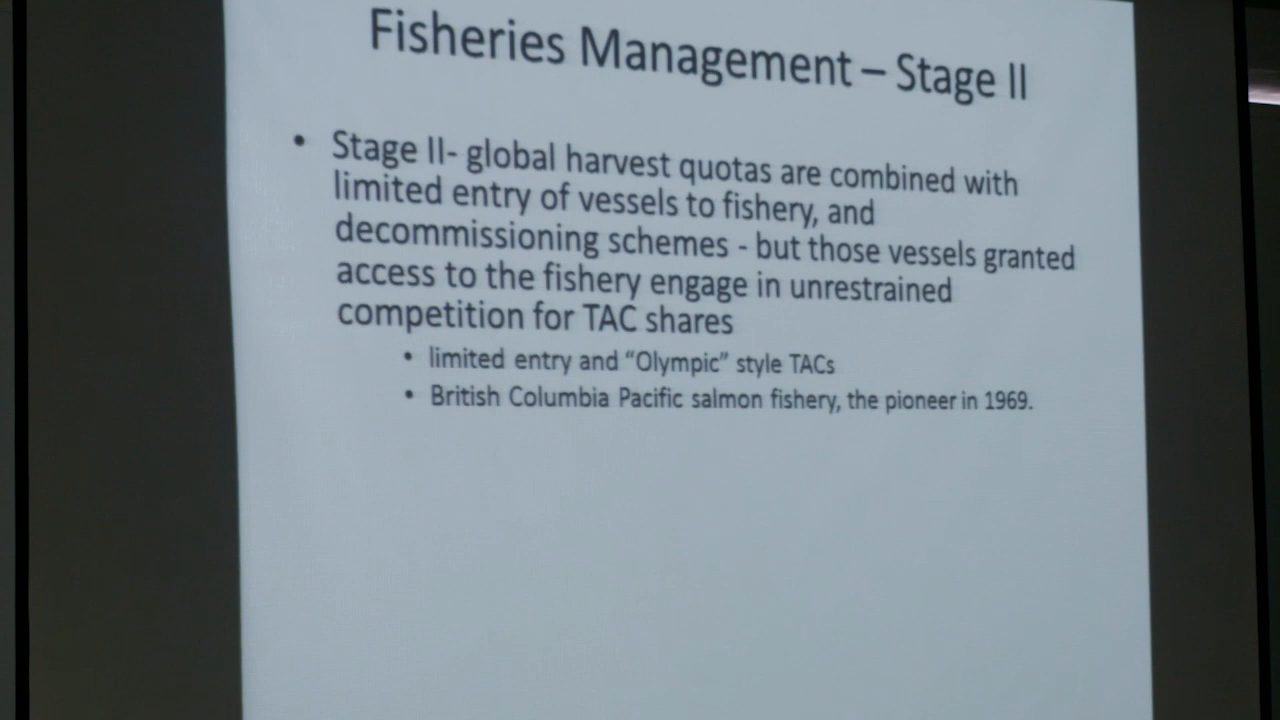 Fisheries Management – Stage II
• Stage II- global harvest quotas are combined with
limited entry of vessels to fishery, and
decommissioning schemes - but those vessels granted
access to the fishery engage in unrestrained
competition for TAC shares
• limited entry and “Olympic” style TACs
• British Columbia Pacific salmon fishery, the pioneer in 1969.